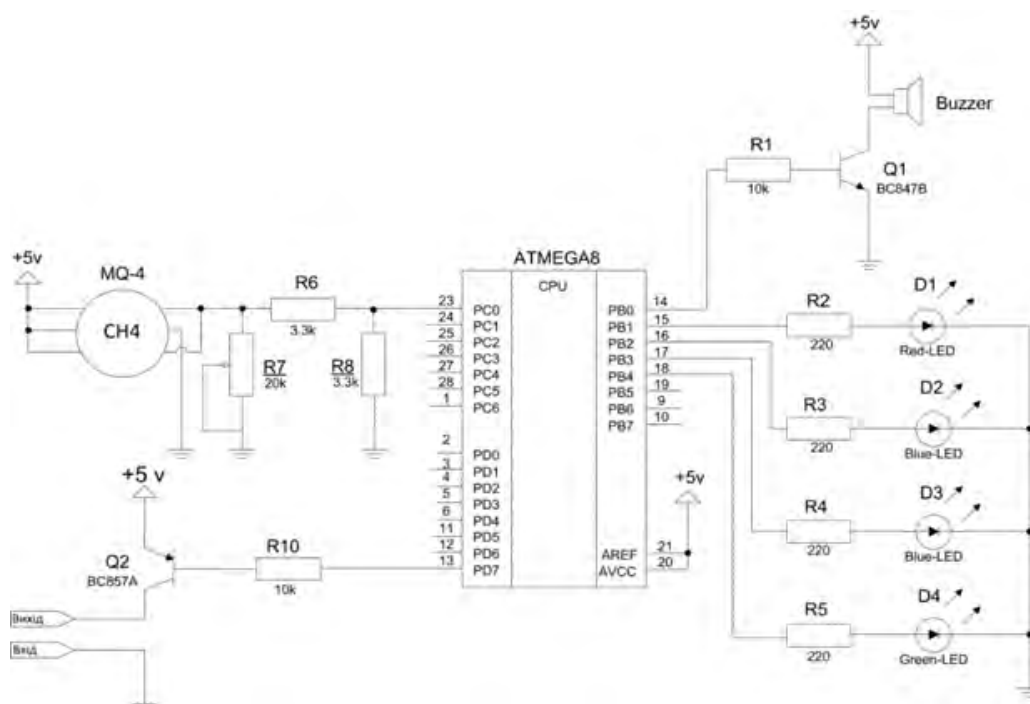 +5v
Buzzer
R1
10k
Q1
BC847B
+5v
MQ-4
CH4
R6
3.3k
R7
20k
R8
3.3k
ATMEGA8
CPU
23 PC0
24 PC1
25 PC2
26 PC3
27 PC4
28 PC5
1 PC6
2 PD0
3 PD1
4 PD2
5 PD3
6 PD4
11 PD5
12 PD6
13 PD7
PB0 14
PB1 15
PB2 16
PB3 17
PB4 18
PB5 19
PB6 9
PB7 10
AREF 21
AVCC 20
+5v
R2
220
D1
Red-LED
R3
220
D2
Blue-LED
R4
220
D3
Blue-LED
R5
220
D4
Green-LED
+5 v
Q2
BC857A
R10
10k
Вихід
Вхід